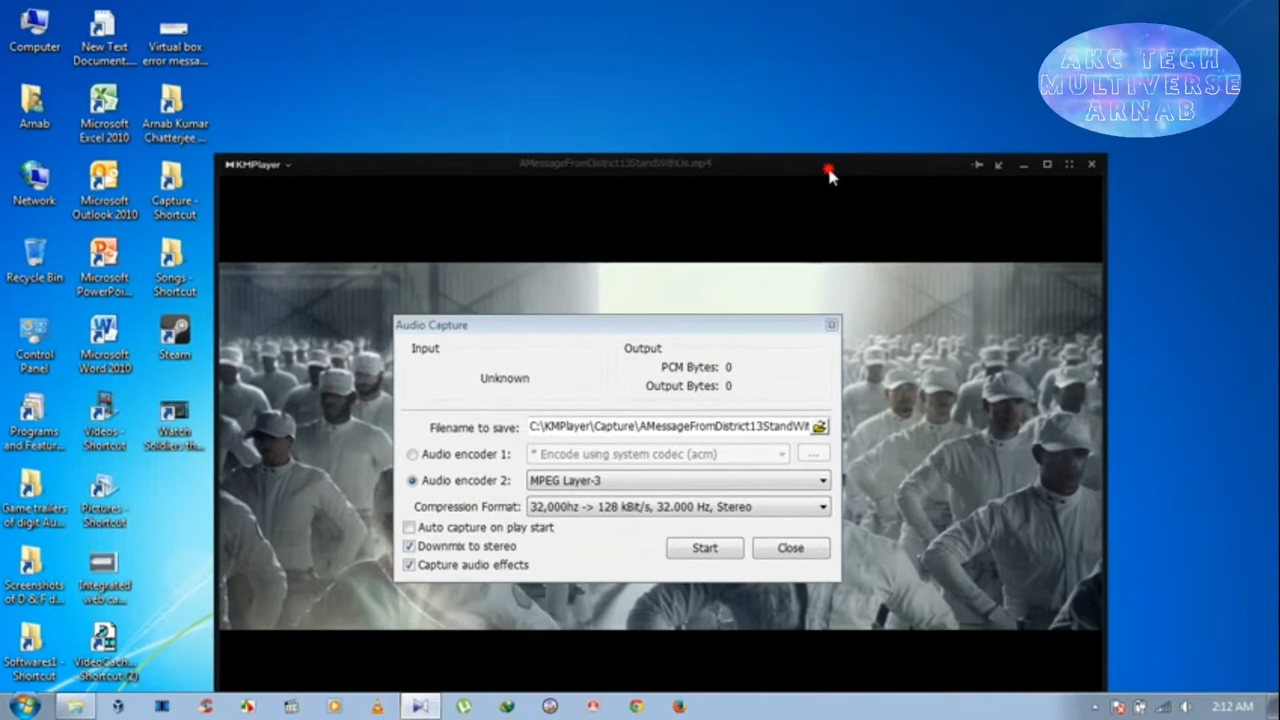 Computer
New Text
Document....
Virtual box
error messa...
Arnab
Microsoft
Excel 2010
Arnab Kumar
Chatterjee ...
Network
Microsoft
Outlook 2010
Capture -
Shortcut
Recycle Bin
Microsoft
PowerPoi...
Songs -
Shortcut
Control
Panel
Microsoft
Word 2010
Steam
Programs
and Featur...
Videos -
Shortcut
Watch
Soldiers th...
Game trailers
of digit Au...
Pictures -
Shortcut
Screenshots
of D & F d...
Integrated
web ca...
Softwares1 -
Shortcut
VideoCach...
Shortcut (2)
AKC TECH
MULTIVERSE
ARNAB
KMPlayer
AMessageFromDistrict13StandWithUs.mp4
Audio Capture
Input
Output
Unknown
PCM Bytes: 0
Output Bytes: 0
Filename to save: C:\KMPlayer\Capture\AMessageFromDistrict13StandWit
Audio encoder 1: * Encode using system codec (acm) ...
Audio encoder 2: MPEG Layer-3
Compression Format: 32,000hz -> 128 kBit/s, 32.000 Hz, Stereo
Auto capture on play start
Downmix to stereo
Capture audio effects
Start
Close
2:12 AM